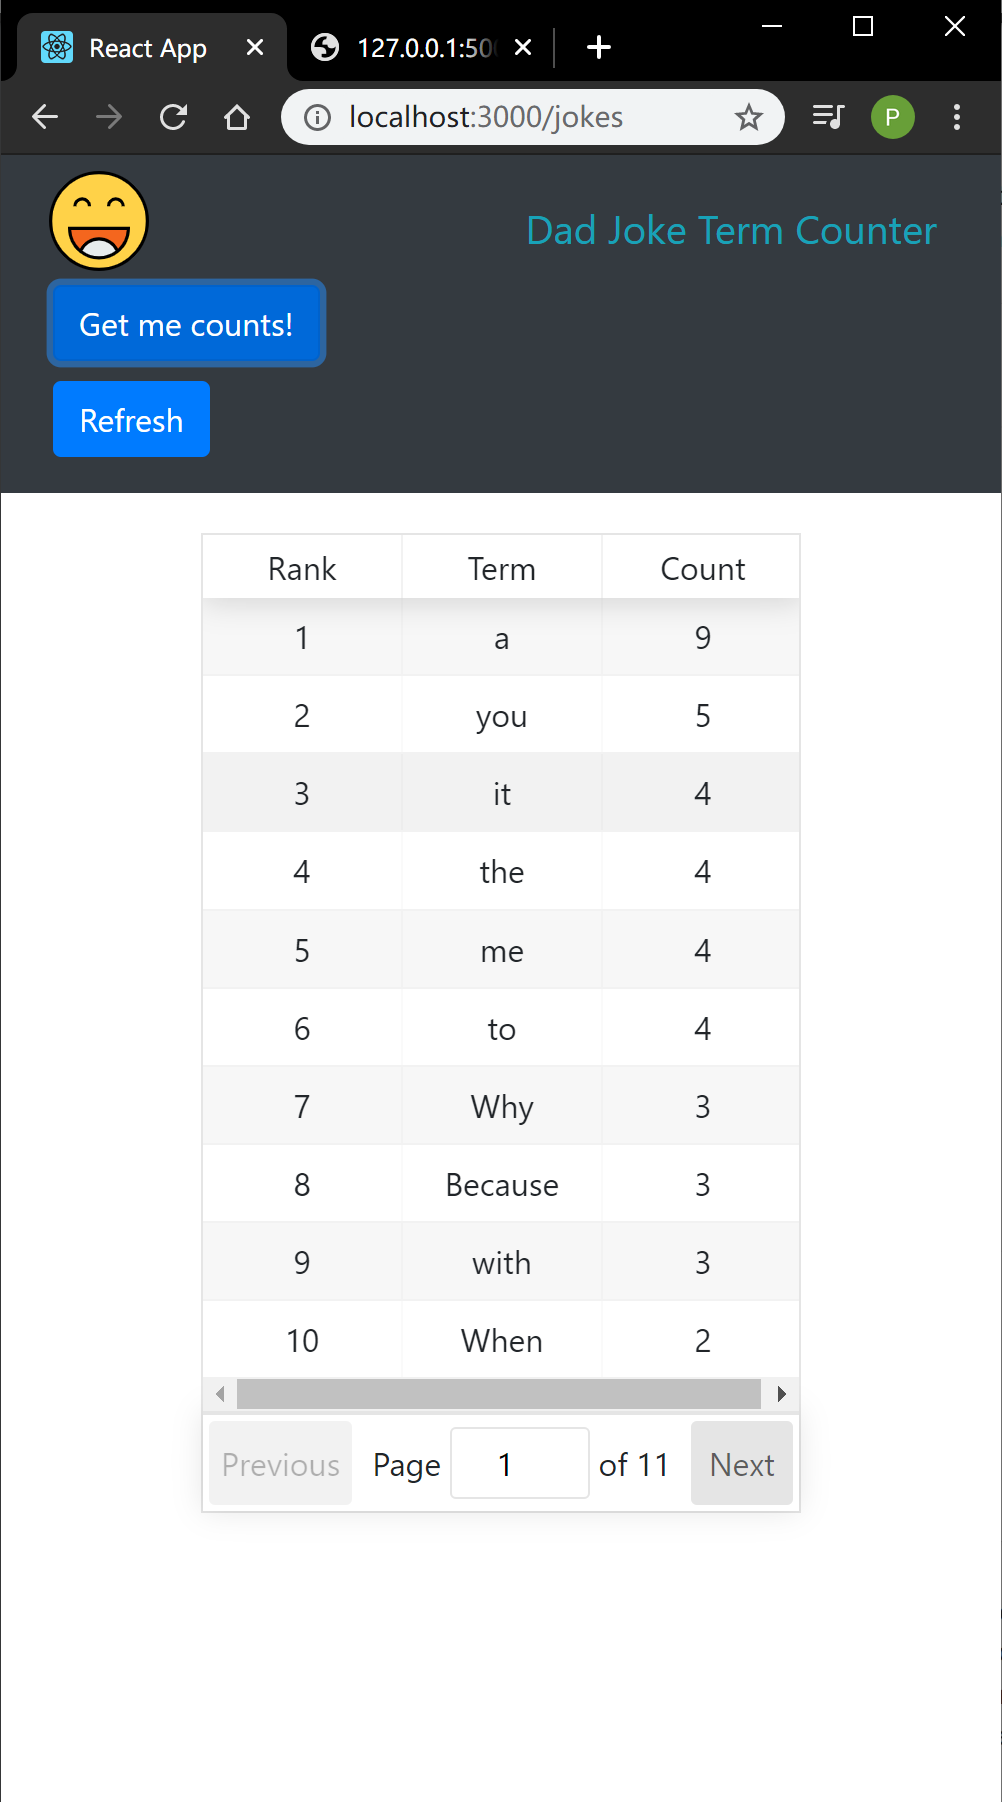 React App 127.0.0.1:500
localhost:3000/jokes P
Dad Joke Term Counter
Get me counts!
Refresh
Rank Term Count
1 a 9
2 you 5
3 it 4
4 the 4
5 me 4
6 to 4
7 Why 3
8 Because 3
9 with 3
10 When 2
Previous Page 1 of 11 Next